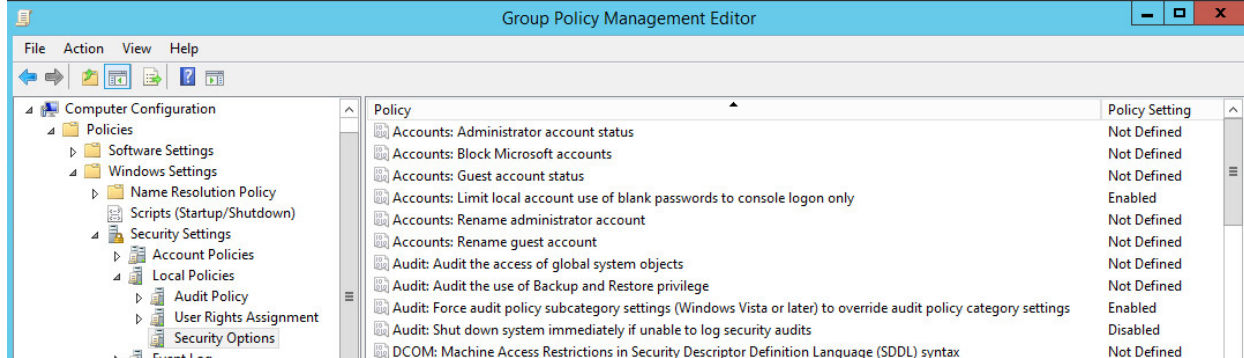 Group Policy Management Editor
File Action View Help
Computer Configuration
Policies
Software Settings
Windows Settings
Name Resolution Policy
Scripts (Startup/Shutdown)
Security Settings
Account Policies
Local Policies
Audit Policy
User Rights Assignment
Security Options
Event Log
Policy Policy Setting
Accounts: Administrator account status Not Defined
Accounts: Block Microsoft accounts Not Defined
Accounts: Guest account status Not Defined
Accounts: Limit local account use of blank passwords to console logon only Enabled
Accounts: Rename administrator account Not Defined
Accounts: Rename guest account Not Defined
Audit: Audit the access of global system objects Not Defined
Audit: Audit the use of Backup and Restore privilege Not Defined
Audit: Force audit policy subcategory settings (Windows Vista or later) to override audit policy category settings Enabled
Audit: Shut down system immediately if unable to log security audits Disabled
DCOM: Machine Access Restrictions in Security Descriptor Definition Language (SDDL) syntax Not Defined